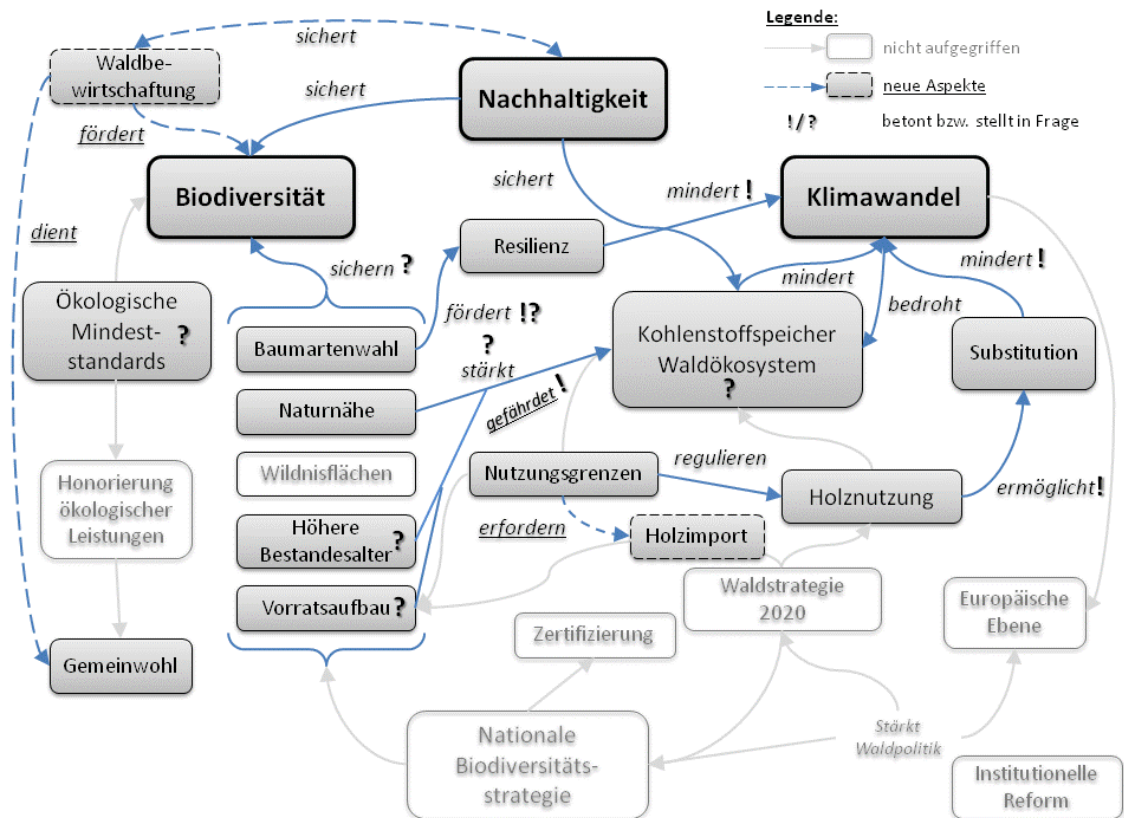 Legende:
nicht aufgegriffen
neue Aspekte
!/? betont bzw. stellt in Frage
sichert
Waldbe-
wirtschaftung
sichert
Nachhaltigkeit
fördert
Biodiversität
sichert
mindert !
Klimawandel
dient
Resilienz
sichern ?
mindert
mindert !
bedroht
Ökologische
Mindest-
standards
?
fördert !?
Baumartenwahl
?
stärkt
Kohlenstoffspeicher
Waldökosystem
?
Substitution
Naturnähe
gefährdet !
Wildnisflächen
Nutzungsgrenzen
regulieren
Holznutzung
ermöglicht !
Honorierung
ökologischer
Leistungen
Höhere
Bestandesalter
?
erfordern
Holzimport
Vorratsaufbau ?
Waldstrategie
2020
Europäische
Ebene
Zertifizierung
Gemeinwohl
Nationale
Biodiversitäts-
strategie
Stärkt
Waldpolitik
Institutionelle
Reform